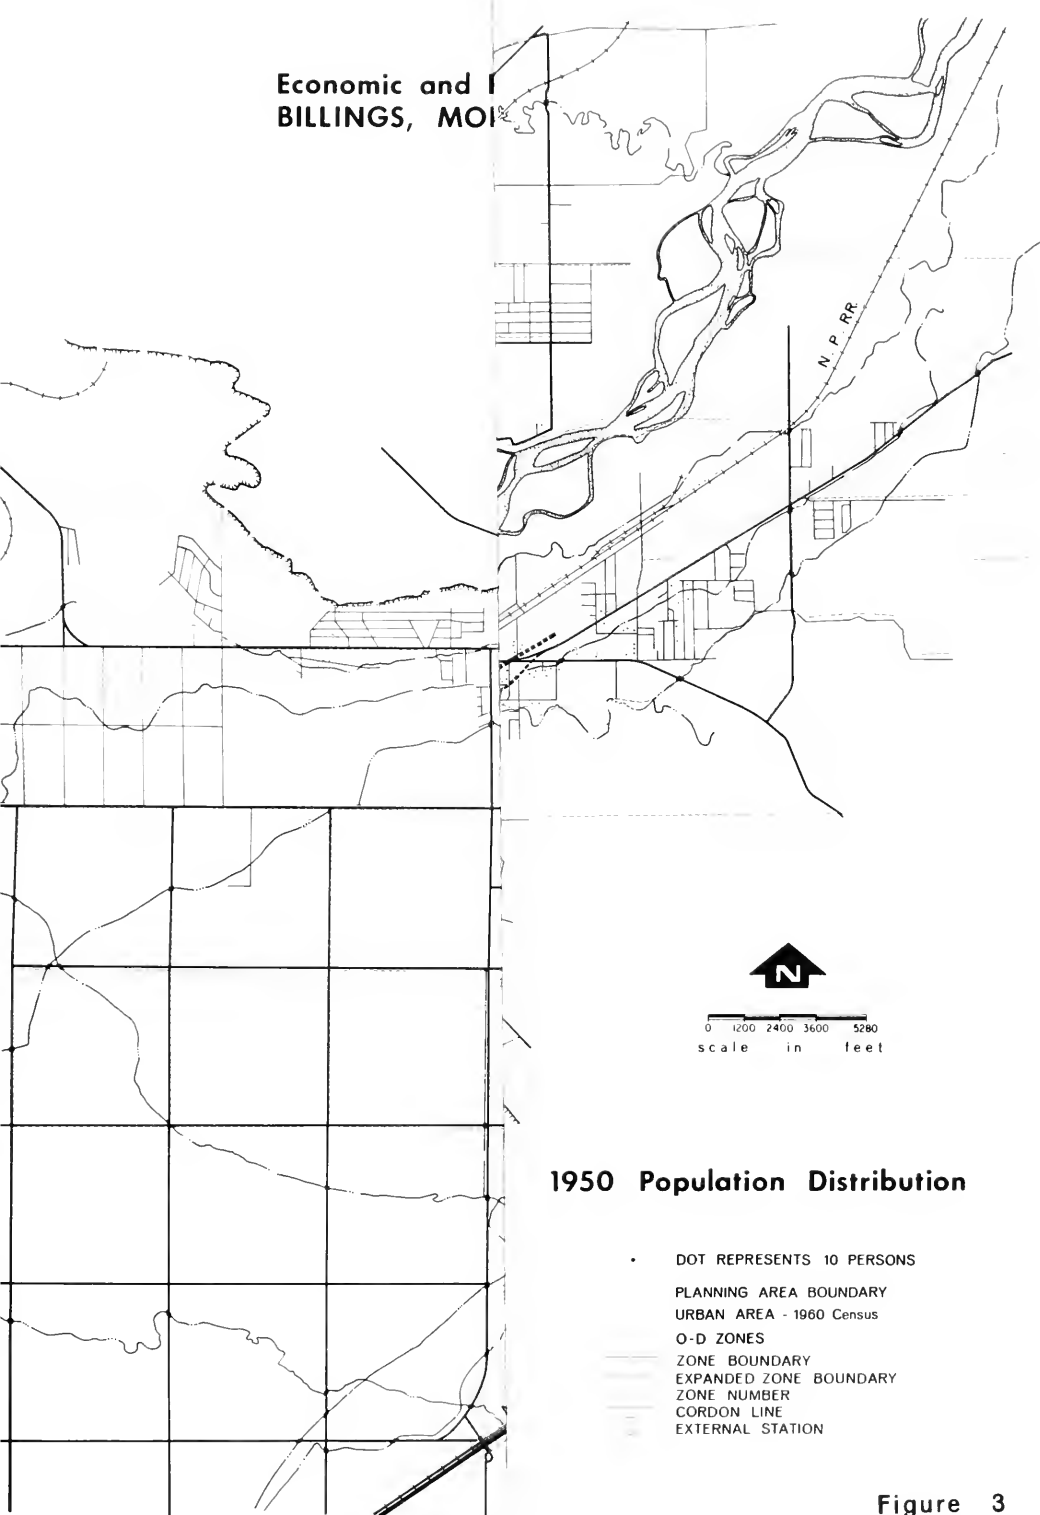 Economic and
BILLINGS,
N. P. RR.
N
0 1200 2400 3600 5280
scale in feet
1950 Population Distribution
• DOT REPRESENTS 10 PERSONS
PLANNING AREA BOUNDARY
URBAN AREA - 1960 Census
O-D ZONES
ZONE BOUNDARY
EXPANDED ZONE BOUNDARY
ZONE NUMBER
CORDON LINE
EXTERNAL STATION
Figure 3